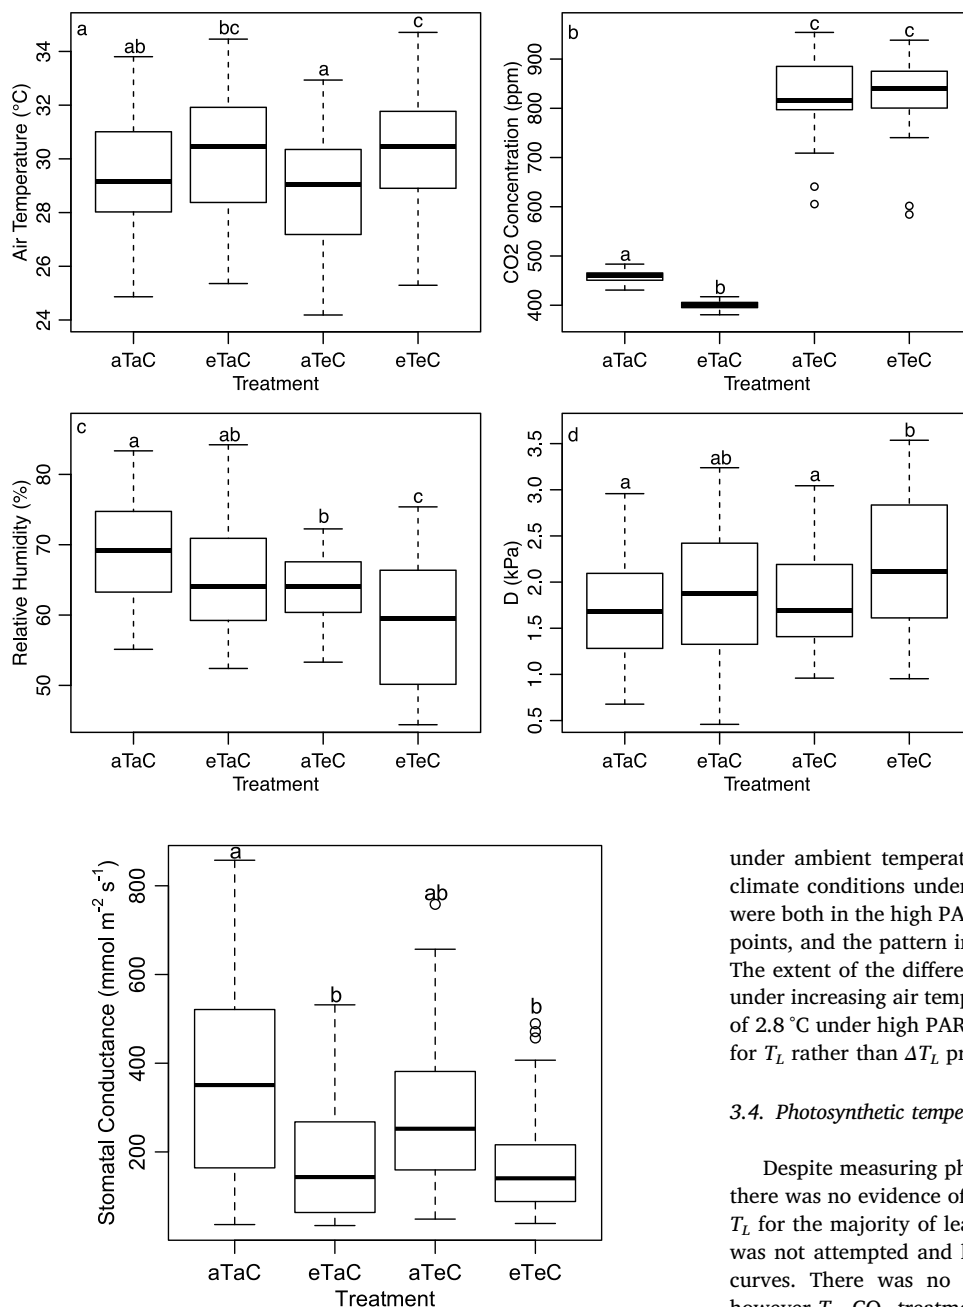 a
ab
bc
a
c
Air Temperature (°C)
34
32
30
28
26
24
aTaC eTaC aTeC eTeC
Treatment
b
a
b
c
c
CO2 Concentration (ppm)
900
800
700
600
500
400
aTaC eTaC aTeC eTeC
Treatment
c
a
ab
b
c
Relative Humidity (%)
80
70
60
50
aTaC eTaC aTeC eTeC
Treatment
d
a
ab
a
b
D (kPa)
3.5
3.0
2.5
2.0
1.5
1.0
0.5
aTaC eTaC aTeC eTeC
Treatment
a
b
ab
b
Stomatal Conductance (mmol m⁻² s⁻¹)
800
600
400
200
aTaC eTaC aTeC eTeC
Treatment
under ambient temperat
climate conditions under
were both in the high PA
points, and the pattern in
The extent of the differe
under increasing air temp
of 2.8 °C under high PAR
for T_L rather than ΔT_L pr
3.4. Photosynthetic tempe
Despite measuring ph
there was no evidence of
T_L for the majority of lea
was not attempted and l
curves. There was no